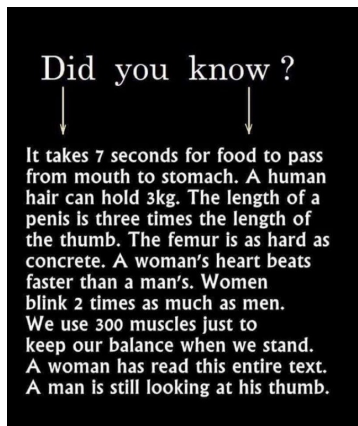 Did you know ?
It takes 7 seconds for food to pass
from mouth to stomach. A human
hair can hold 3kg. The length of a
penis is three times the length of
the thumb. The femur is as hard as
concrete. A woman's heart beats
faster than a man's. Women
blink 2 times as much as men.
We use 300 muscles just to
keep our balance when we stand.
A woman has read this entire text.
A man is still looking at his thumb.